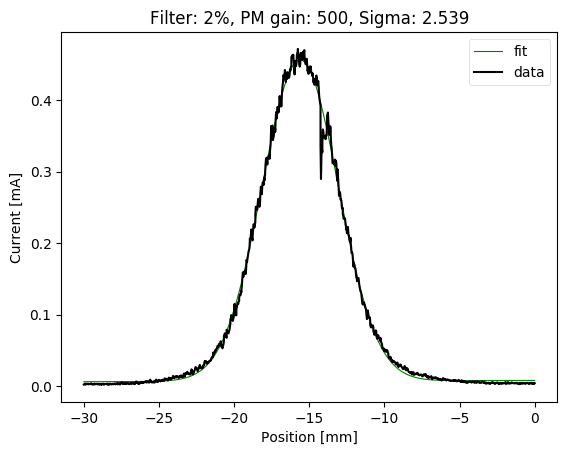 Filter: 2%, PM gain: 500, Sigma: 2.539
fit
data
Current [mA]
0.4
0.3
0.2
0.1
0.0
−30
−25
−20
−15
−10
−5
0
Position [mm]